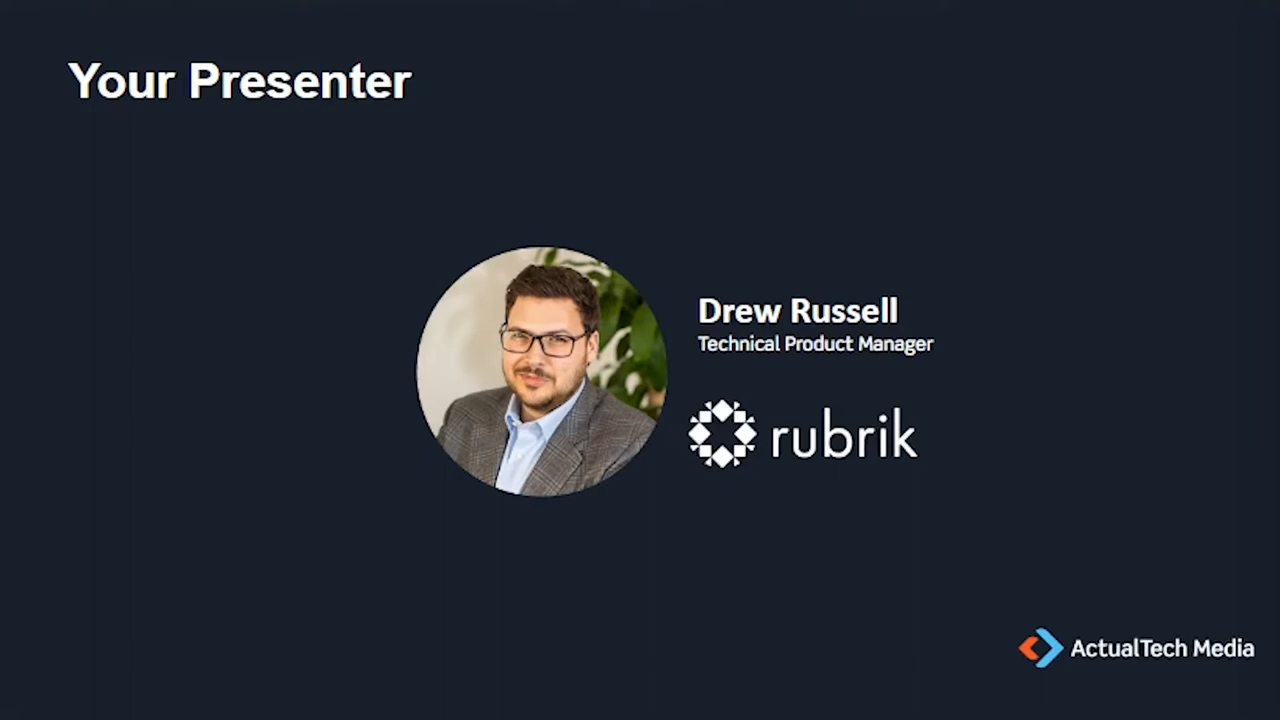 Your Presenter
Drew Russell
Technical Product Manager
rubrik
ActualTech Media